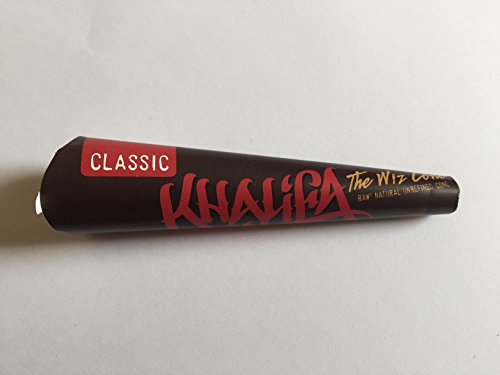 CLASSIC
KHALIFA
The Wiz Cone
RAW NATURAL UNREFINED CONE